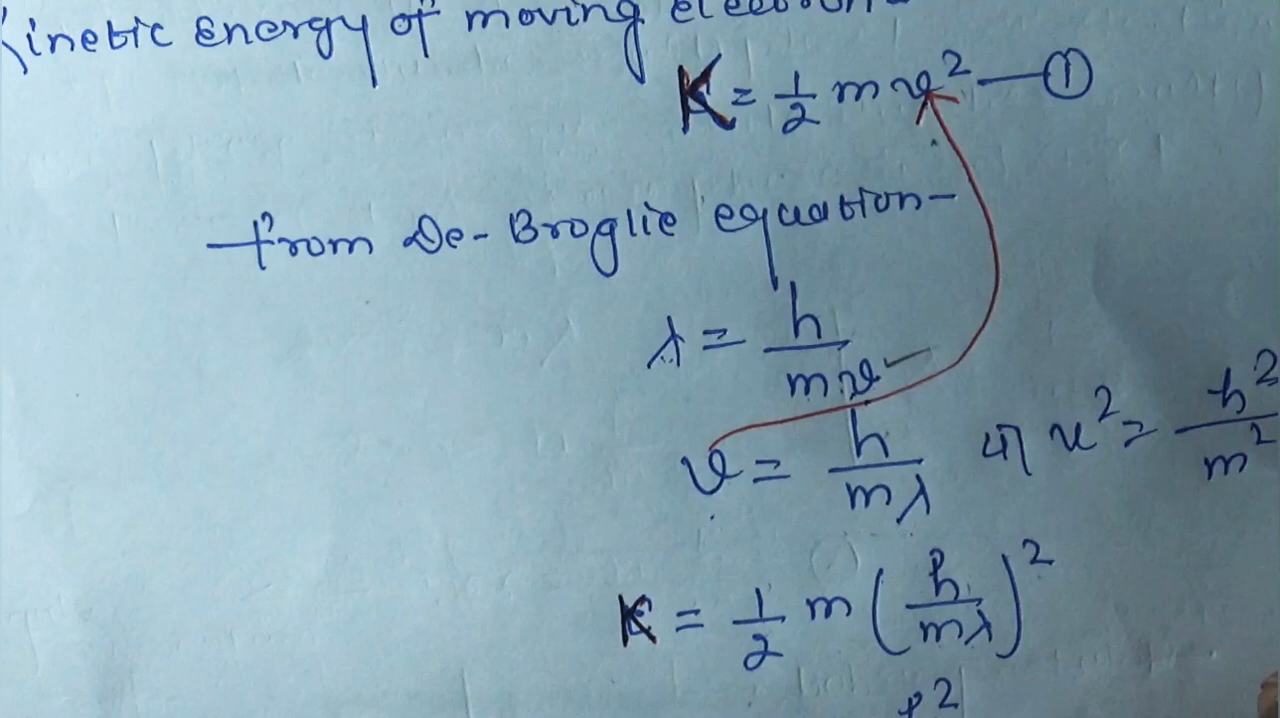 Kinetic energy of moving electron
K = 1/2 mv² — ①
from De-Broglie equation -
λ = h/mv
v = h/mλ या v² = h²/m²
K = 1/2 m (h/mλ)²